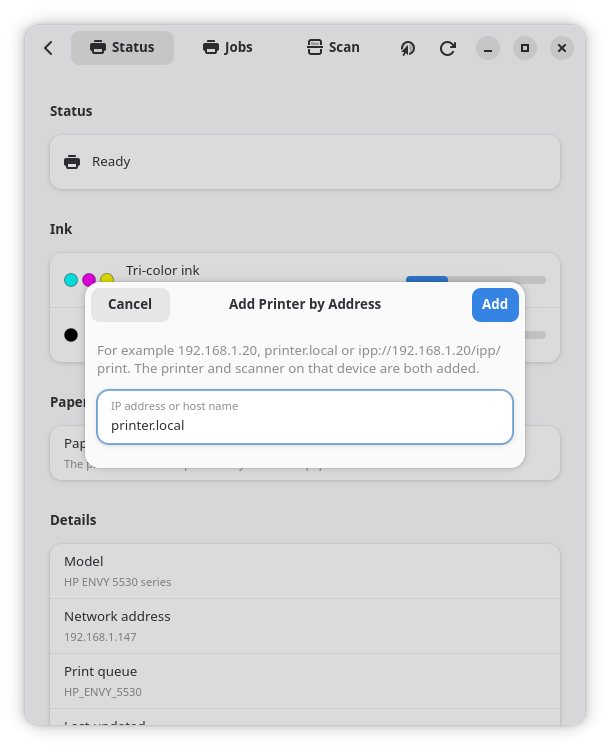 Status
Jobs
Scan
Status
Ready
Ink
Tri-color ink
Cancel
Add Printer by Address
Add
For example 192.168.1.20, printer.local or ipp://192.168.1.20/ipp/
print. The printer and scanner on that device are both added.
IP address or host name
printer.local
The
Details
Model
HP ENVY 5530 series
Network address
192.168.1.147
Print queue
HP_ENVY_5530
Last updated